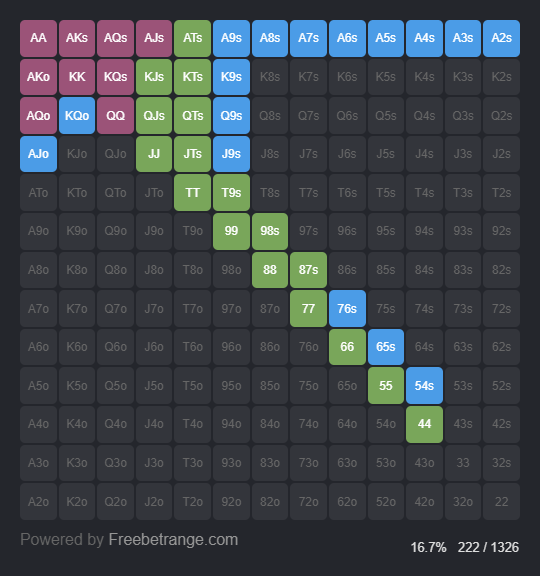 AA AKs AQs AJs ATs A9s A8s A7s A6s A5s A4s A3s A2s
AKo KK KQs KJs KTs K9s K8s K7s K6s K5s K4s K3s K2s
AQo KQo QQ QJs QTs Q9s Q8s Q7s Q6s Q5s Q4s Q3s Q2s
AJo KJo QJo JJ JTs J9s J8s J7s J6s J5s J4s J3s J2s
ATo KTo QTo JTo TT T9s T8s T7s T6s T5s T4s T3s T2s
A9o K9o Q9o J9o T9o 99 98s 97s 96s 95s 94s 93s 92s
A8o K8o Q8o J8o T8o 98o 88 87s 86s 85s 84s 83s 82s
A7o K7o Q7o J7o T7o 97o 87o 77 76s 75s 74s 73s 72s
A6o K6o Q6o J6o T6o 96o 86o 76o 66 65s 64s 63s 62s
A5o K5o Q5o J5o T5o 95o 85o 75o 65o 55 54s 53s 52s
A4o K4o Q4o J4o T4o 94o 84o 74o 64o 54o 44 43s 42s
A3o K3o Q3o J3o T3o 93o 83o 73o 63o 53o 43o 33 32s
A2o K2o Q2o J2o T2o 92o 82o 72o 62o 52o 42o 32o 22
Powered by Freebetrange.com
16.7% 222 / 1326